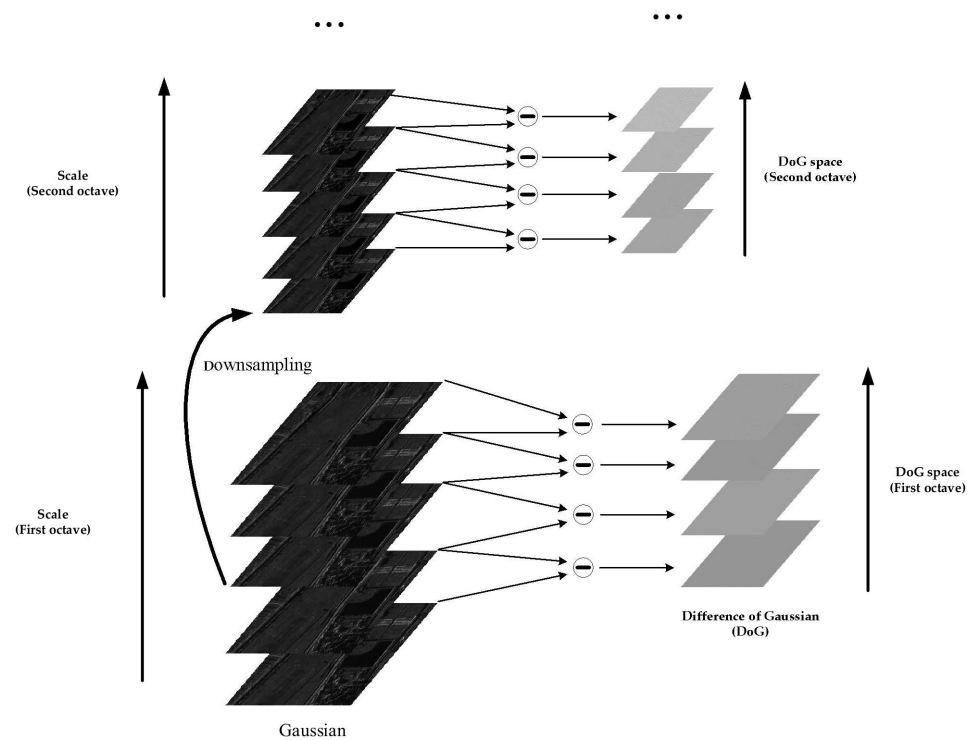 ...
...
Scale
(Second octave)
DoG space
(Second octave)
Downsampling
Scale
(First octave)
DoG space
(First octave)
Difference of Gaussian
(DoG)
Gaussian